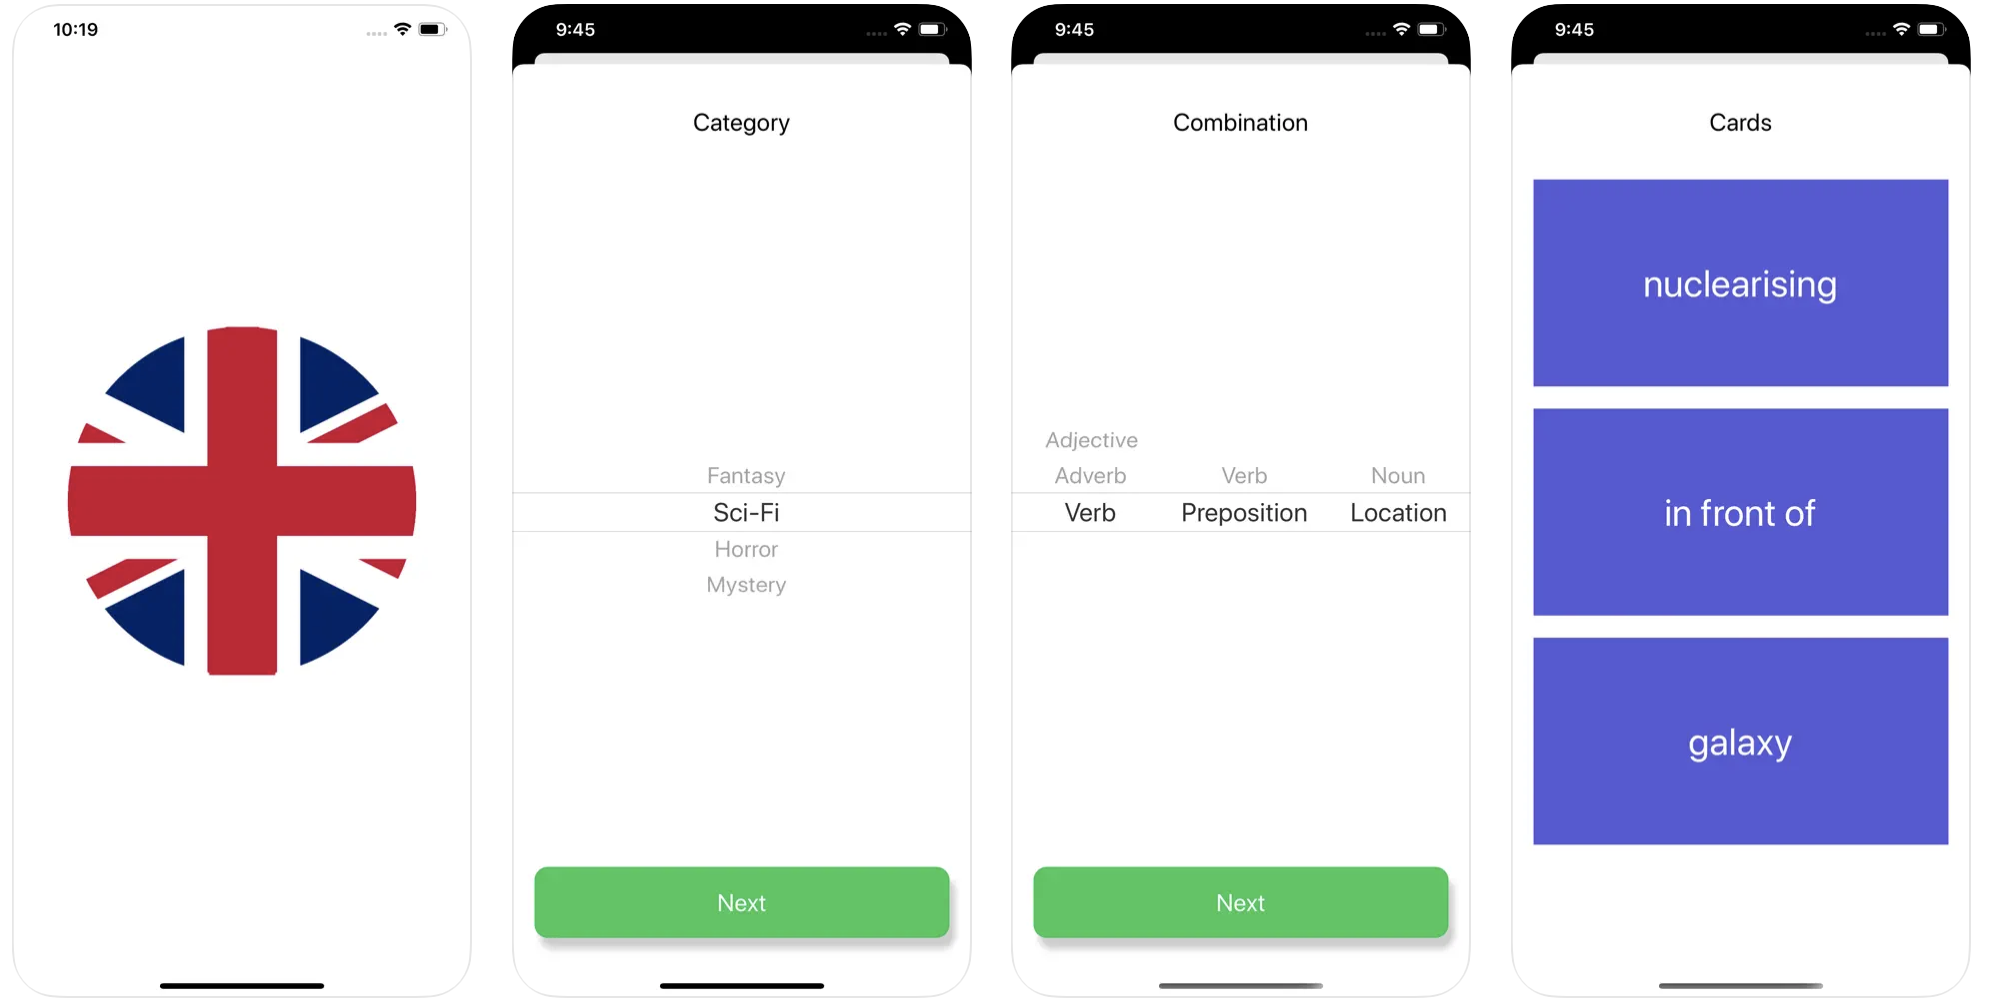 10:19
9:45
Category
Fantasy
Sci-Fi
Horror
Mystery
Next
9:45
Combination
Adjective
Adverb Verb Noun
Verb Preposition Location
Next
9:45
Cards
nuclearising
in front of
galaxy